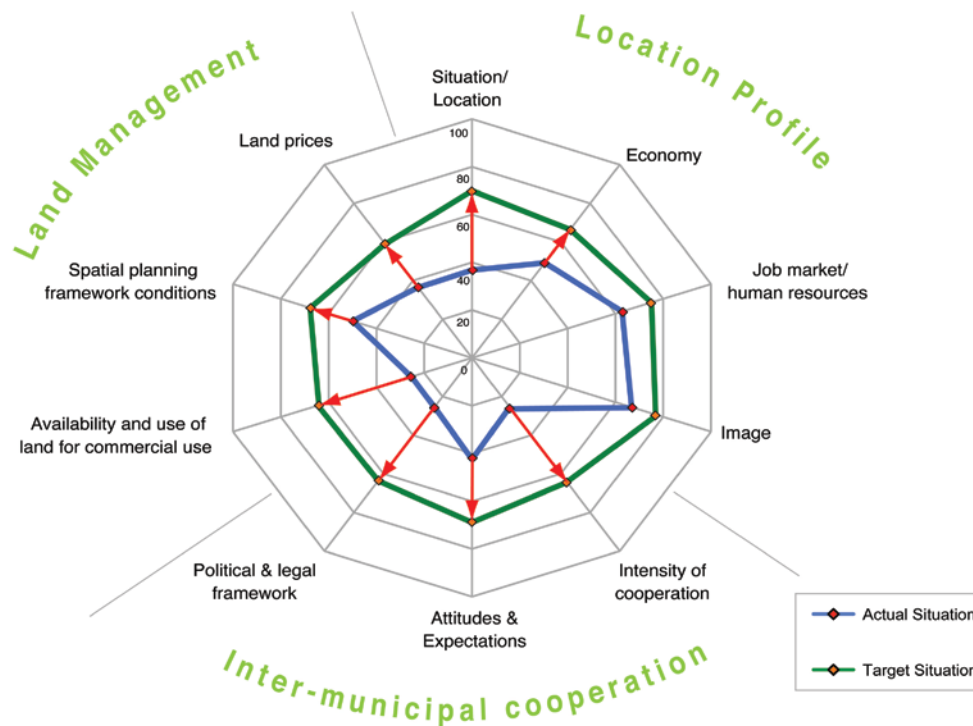 Land Management
Location Profile
Situation/
Location
Land prices
Economy
100
80
60
40
20
0
Spatial planning
framework conditions
Job market/
human resources
Availability and use of
land for commercial use
Image
Political & legal
framework
Intensity of
cooperation
Attitudes &
Expectations
Inter-municipal cooperation
Actual Situation
Target Situation